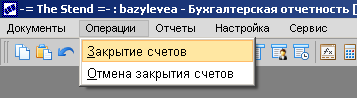 -= The Stend =- : bazylevea - Бухгалтерская отчетность [
Документы Операции Отчеты Настройка Сервис
Закрытие счетов
Отмена закрытия счетов